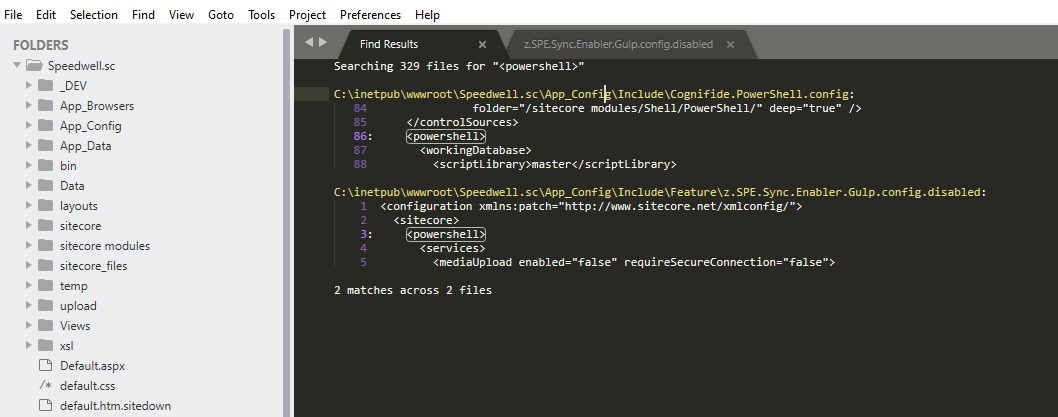 File Edit Selection Find View Goto Tools Project Preferences Help
FOLDERS
Speedwell.sc
_DEV
App_Browsers
App_Config
App_Data
bin
Data
layouts
sitecore
sitecore modules
sitecore_files
temp
upload
Views
xsl
Default.aspx
/* default.css
default.htm.sitedown
Find Results × z.SPE.Sync.Enabler.Gulp.config.disabled ×
Searching 329 files for "<powershell>"
C:\inetpub\wwwroot\Speedwell.sc\App_Config\Include\Cognifide.PowerShell.config:
84 folder="/sitecore modules/Shell/PowerShell/" deep="true" />
85 </controlSources>
86: <powershell>
87 <workingDatabase>
88 <scriptLibrary>master</scriptLibrary>
C:\inetpub\wwwroot\Speedwell.sc\App_Config\Include\Feature\z.SPE.Sync.Enabler.Gulp.config.disabled:
1 <configuration xmlns:patch="http://www.sitecore.net/xmlconfig/">
2 <sitecore>
3: <powershell>
4 <services>
5 <mediaUpload enabled="false" requireSecureConnection="false">
2 matches across 2 files